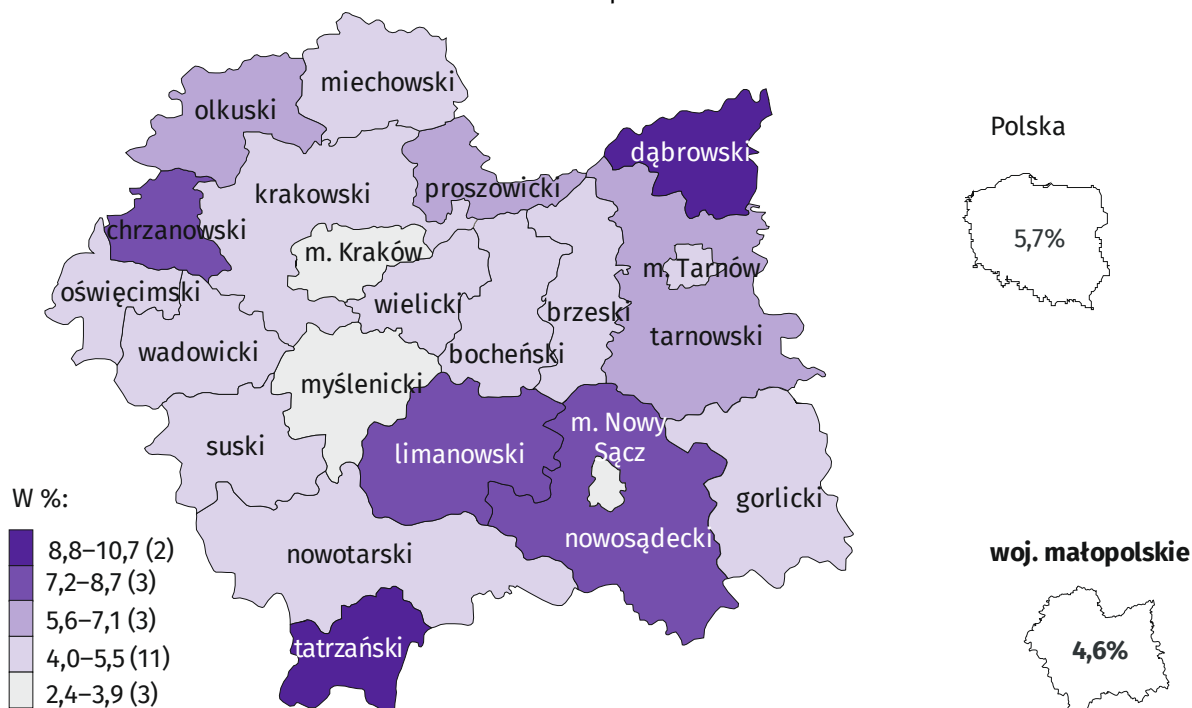 miechowski
olkuski
dąbrowski
Polska
krakowski
proszowicki
chrzanowski
m. Kraków
5,7%
m. Tarnów
oświęcimski
wielicki
brzeski
wadowicki
bocheński
tarnowski
myślenicki
suski
limanowski
m. Nowy
Sącz
gorlicki
W %:
nowotarski
nowosądecki
8,8–10,7 (2)
7,2–8,7 (3)
5,6–7,1 (3)
4,0–5,5 (11)
2,4–3,9 (3)
tatrzański
woj. małopolskie
4,6%